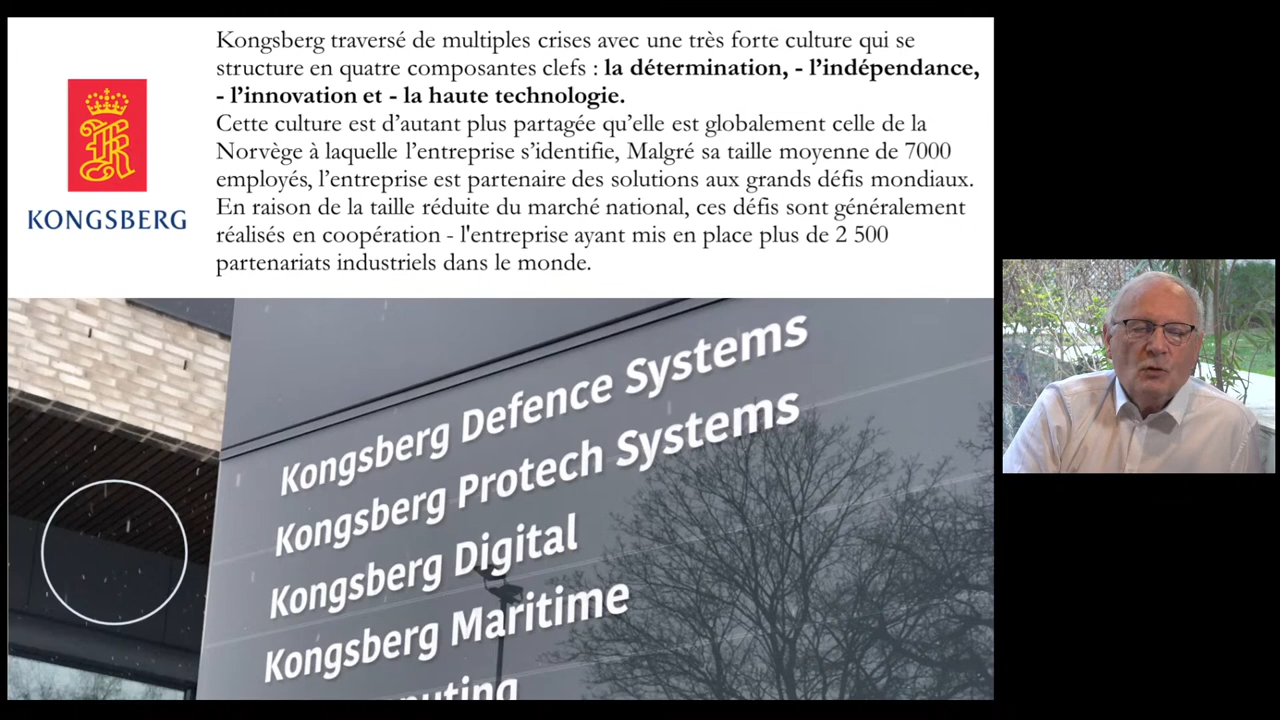 Kongsberg traversé de multiples crises avec une très forte culture qui se
structure en quatre composantes clefs : la détermination, - l’indépendance,
- l’innovation et - la haute technologie.
Cette culture est d’autant plus partagée qu’elle est globalement celle de la
Norvège à laquelle l’entreprise s’identifie, Malgré sa taille moyenne de 7000
employés, l’entreprise est partenaire des solutions aux grands défis mondiaux.
En raison de la taille réduite du marché national, ces défis sont généralement
réalisés en coopération - l'entreprise ayant mis en place plus de 2 500
partenariats industriels dans le monde.
KONGSBERG
Kongsberg Defence Systems
Kongsberg Protech Systems
Kongsberg Digital
Kongsberg Maritime